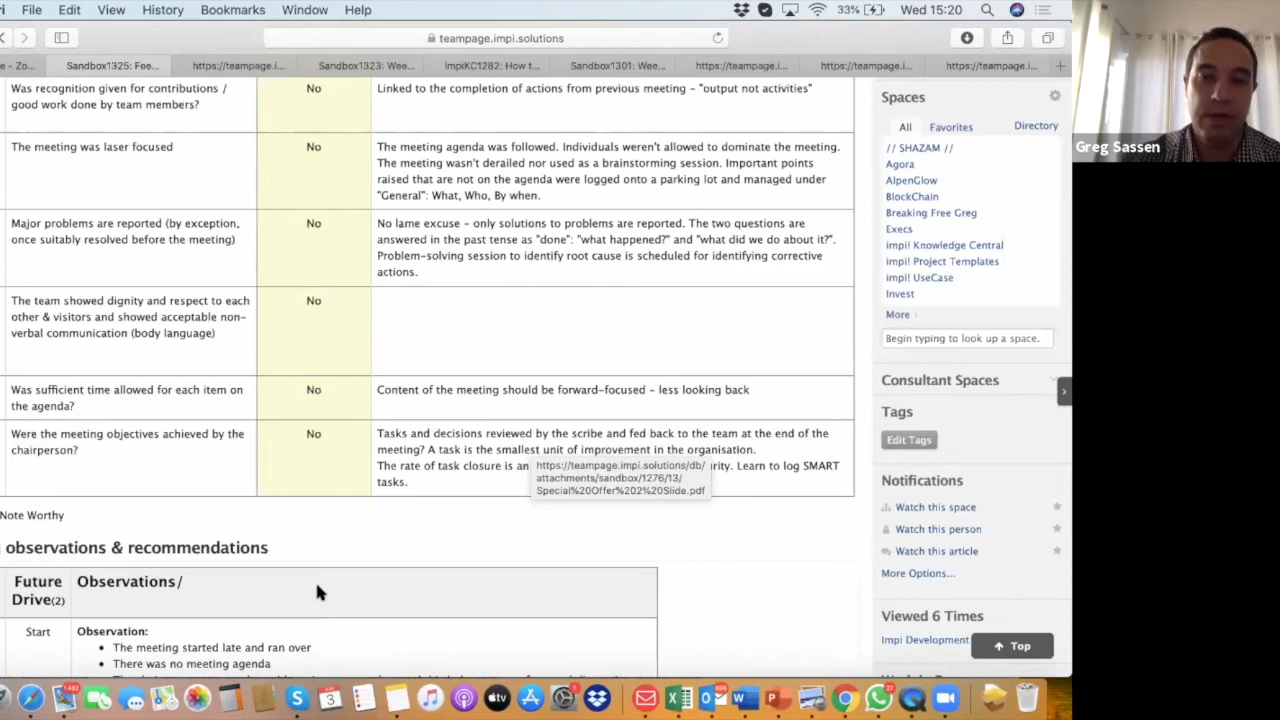 File Edit View History Bookmarks Window Help
33% Wed 15:20
teampage.impi.solutions
Sandbox1325: Fee... https://teampage.i... Sandbox1323: Wee... ImpiKC1282: How t... Sandbox1301: Wee... https://teampage.i... https://teampage.i... https://teampage.i...
Was recognition given for contributions /
good work done by team members?
No
Linked to the completion of actions from previous meeting - "output not activities"
The meeting was laser focused
No
The meeting agenda was followed. Individuals weren't allowed to dominate the meeting.
The meeting wasn't derailed nor used as a brainstorming session. Important points
raised that are not on the agenda were logged onto a parking lot and managed under
"General": What, Who, By when.
Major problems are reported (by exception,
once suitably resolved before the meeting)
No
No lame excuse - only solutions to problems are reported. The two questions are
answered in the past tense as "done": "what happened?" and "what did we do about it?".
Problem-solving session to identify root cause is scheduled for identifying corrective
actions.
The team showed dignity and respect to each
other & visitors and showed acceptable non-
verbal communication (body language)
No
Was sufficient time allowed for each item on
the agenda?
No
Content of the meeting should be forward-focused - less looking back
Were the meeting objectives achieved by the
chairperson?
No
Tasks and decisions reviewed by the scribe and fed back to the team at the end of the
meeting? A task is the smallest unit of improvement in the organisation.
The rate of task closure is an rity. Learn to log SMART
tasks.
https://teampage.impi.solutions/db/
attachments/sandbox/1276/13/
Special%20Offer%202%20Slide.pdf
Note Worthy
observations & recommendations
Future
Drive(2)
Observations/
Start
Observation:
• The meeting started late and ran over
• There was no meeting agenda
Spaces
All Favorites Directory
// SHAZAM //
Agora
AlpenGlow
BlockChain
Breaking Free Greg
Execs
impi! Knowledge Central
impi! Project Templates
impi! UseCase
Invest
More
Begin typing to look up a space.
Consultant Spaces
Tags
Edit Tags
Notifications
Watch this space
Watch this person
Watch this article
More Options...
Viewed 6 Times
Impi Development
Top
Greg Sassen